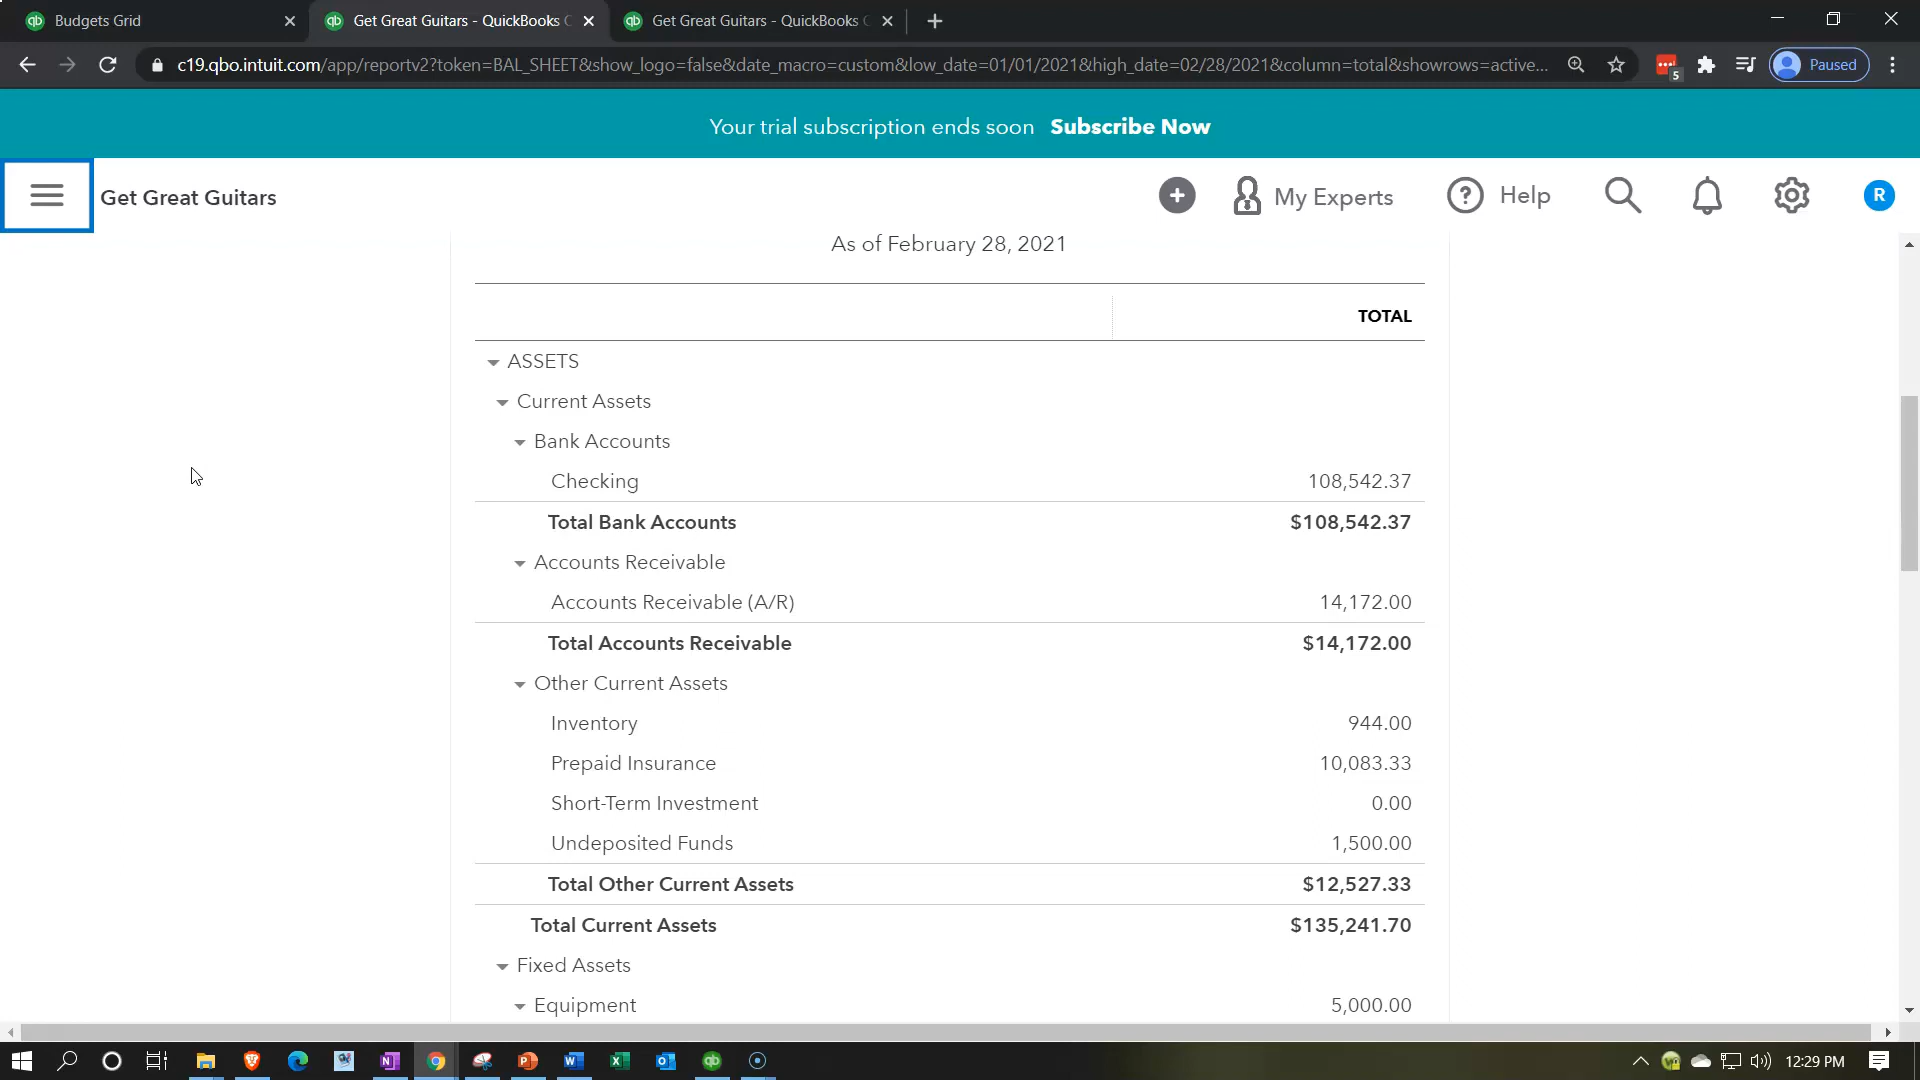 Budgets Grid
Get Great Guitars - QuickBooks
Get Great Guitars - QuickBooks
c19.qbo.intuit.com/app/reportv2?token=BAL_SHEET&show_logo=false&date_macro=custom&low_date=01/01/2021&high_date=02/28/2021&column=total&showrows=active...
5
Paused
Your trial subscription ends soon Subscribe Now
Get Great Guitars
My Experts
Help
R
As of February 28, 2021
TOTAL
ASSETS
Current Assets
Bank Accounts
Checking 108,542.37
Total Bank Accounts $108,542.37
Accounts Receivable
Accounts Receivable (A/R) 14,172.00
Total Accounts Receivable $14,172.00
Other Current Assets
Inventory 944.00
Prepaid Insurance 10,083.33
Short-Term Investment 0.00
Undeposited Funds 1,500.00
Total Other Current Assets $12,527.33
Total Current Assets $135,241.70
Fixed Assets
Equipment 5,000.00
12:29 PM